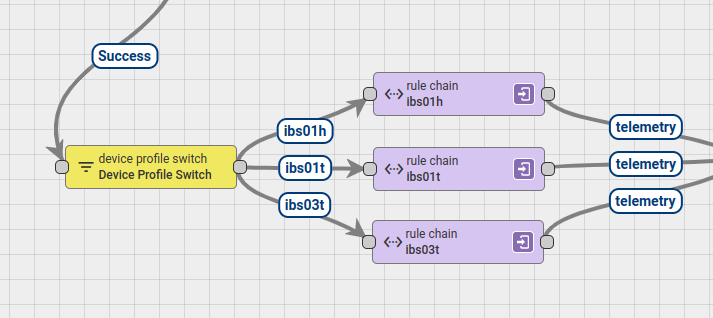 Success
device profile switch
Device Profile Switch
ibs01h
ibs01t
ibs03t
rule chain
ibs01h
rule chain
ibs01t
rule chain
ibs03t
telemetry
telemetry
telemetry